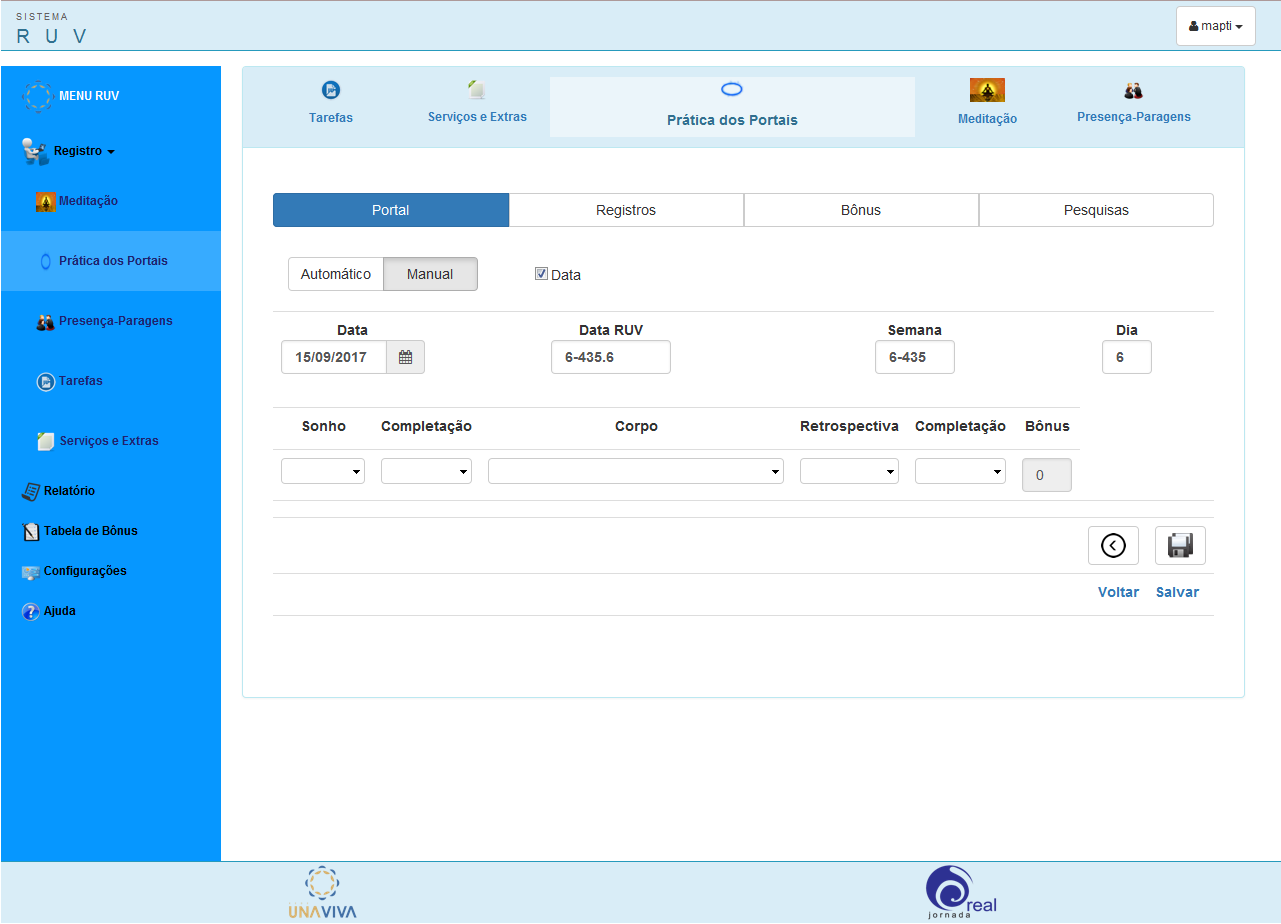 SISTEMA
R U V
mapti
MENU RUV
Registro
Meditação
Prática dos Portais
Presença-Paragens
Tarefas
Serviços e Extras
Relatório
Tabela de Bônus
Configurações
Ajuda
Tarefas
Serviços e Extras
Prática dos Portais
Meditação
Presença-Paragens
Portal Registros Bônus Pesquisas
Automático Manual Data
Data Data RUV Semana Dia
15/09/2017 6-435.6 6-435 6
Sonho Completação Corpo Retrospectiva Completação Bônus
0
Voltar Salvar
UNAVIVA
real
jornada